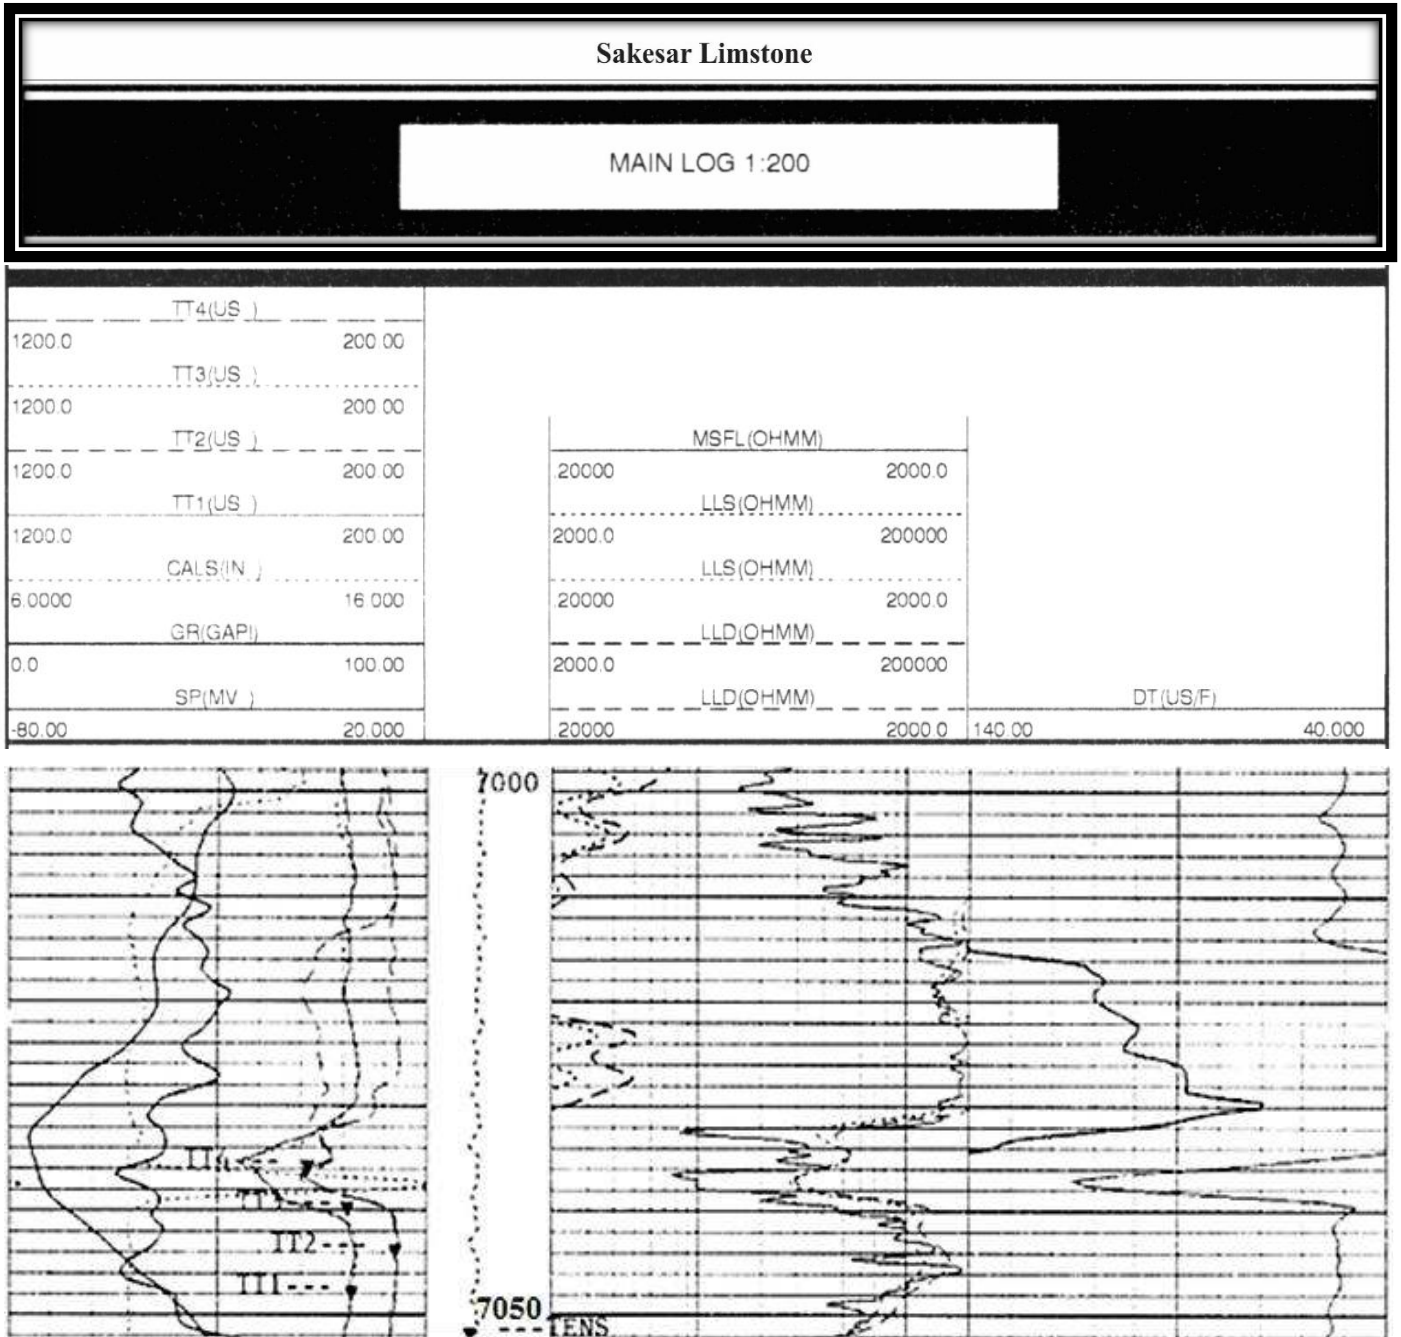 Sakesar Limstone
MAIN LOG 1:200
TT4(US )
1200.0 200.00
TT3(US )
1200.0 200.00
TT2(US )
1200.0 200.00
TT1(US )
1200.0 200.00
CALS(IN )
6.0000 16.000
GR(GAPI)
0.0 100.00
SP(MV )
-80.00 20.000
MSFL(OHMM)
.20000 2000.0
LLS(OHMM)
2000.0 200000
LLS(OHMM)
.20000 2000.0
LLD(OHMM)
2000.0 200000
LLD(OHMM)
.20000 2000.0
DT(US/F)
140.00 40.000
7000
TT2
TT1
7050
TENS